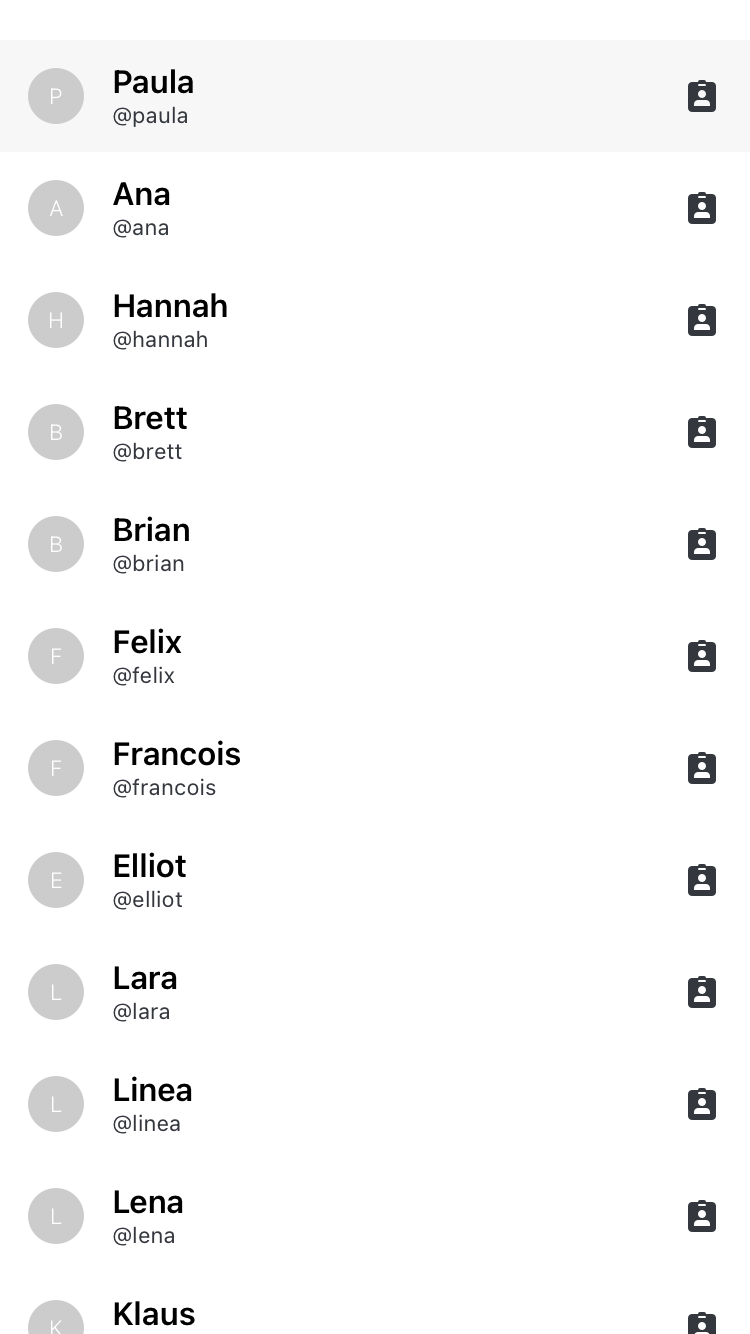 P
Paula
@paula
A
Ana
@ana
H
Hannah
@hannah
B
Brett
@brett
B
Brian
@brian
F
Felix
@felix
F
Francois
@francois
E
Elliot
@elliot
L
Lara
@lara
L
Linea
@linea
L
Lena
@lena
K
Klaus